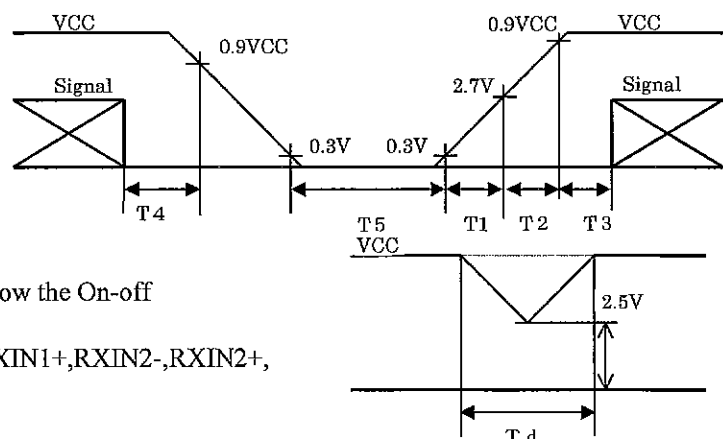 VCC
0.9VCC
0.9VCC
VCC
Signal
2.7V
Signal
0.3V
0.3V
T4
T5
T1
T2
T3
VCC
ow the On-off
2.5V
XIN1+,RXIN2-,RXIN2+,
Td